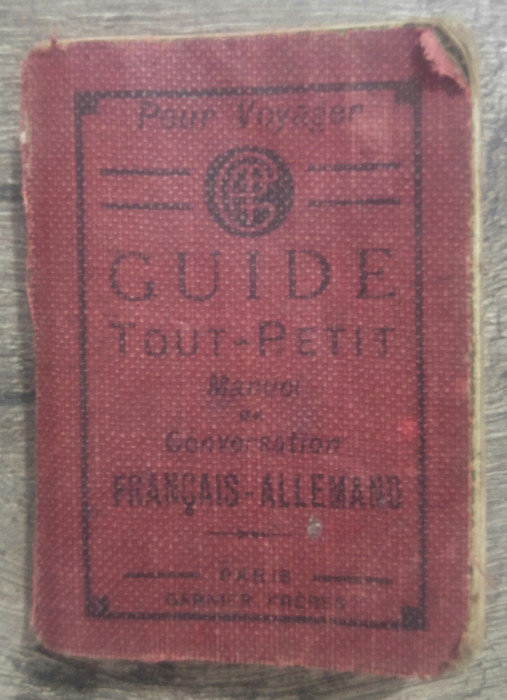 Pour Voyager
GUIDE
TOUT-PETIT
Manuel
de
Conversation
FRANÇAIS-ALLEMAND
PARIS
GARNIER FRÈRES